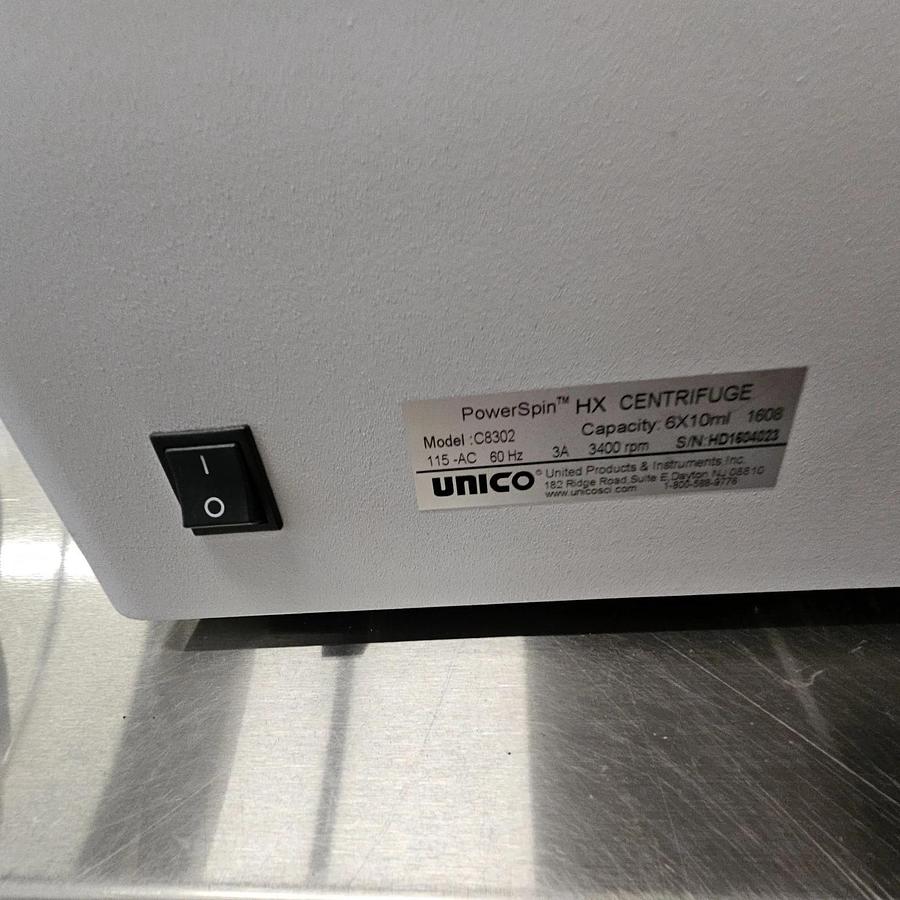 I
O
PowerSpin™ HX CENTRIFUGE
Model :C8302 Capacity: 6X10ml 1608
115 -AC 60 Hz 3A 3400 rpm S/N:HD1604023
UNICO® United Products & Instruments,Inc.
182 Ridge Road,Suite E,Dayton,NJ 08810
www.unicosci.com 1-800-588-9776